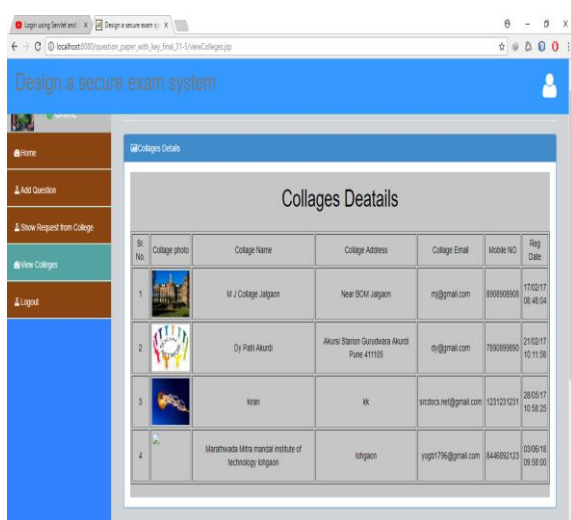 Login using Servlet and
Design a secure exam sys
localhost:8080/question_paper_with_key_final_31-5/viewColleges.jsp
Design a secure exam system
Online
Home
Add Question
Show Request from College
View Colleges
Logout
Collages Details
Collages Deatails
Sr. No. Collage photo Collage Name Collage Address Collage Email Mobile NO Reg Date
1 M J Collage Jalgaon Near BOM Jalgaon mj@gmail.com 8908908908 17/02/17 08:48:04
2 Dy Patil Akurdi Akursi Starion Gurudwara Akurdi Pune 411105 dy@gmail.com 7890899890 21/02/17 10:11:58
3 kiran kk srcdocs.net@gmail.com 1231231231 28/05/17 10:58:25
4 Marathwada Mitra mandal institute of technology lohgaon lohgaon yogb1796@gmail.com 8446892123 03/06/18 09:58:00